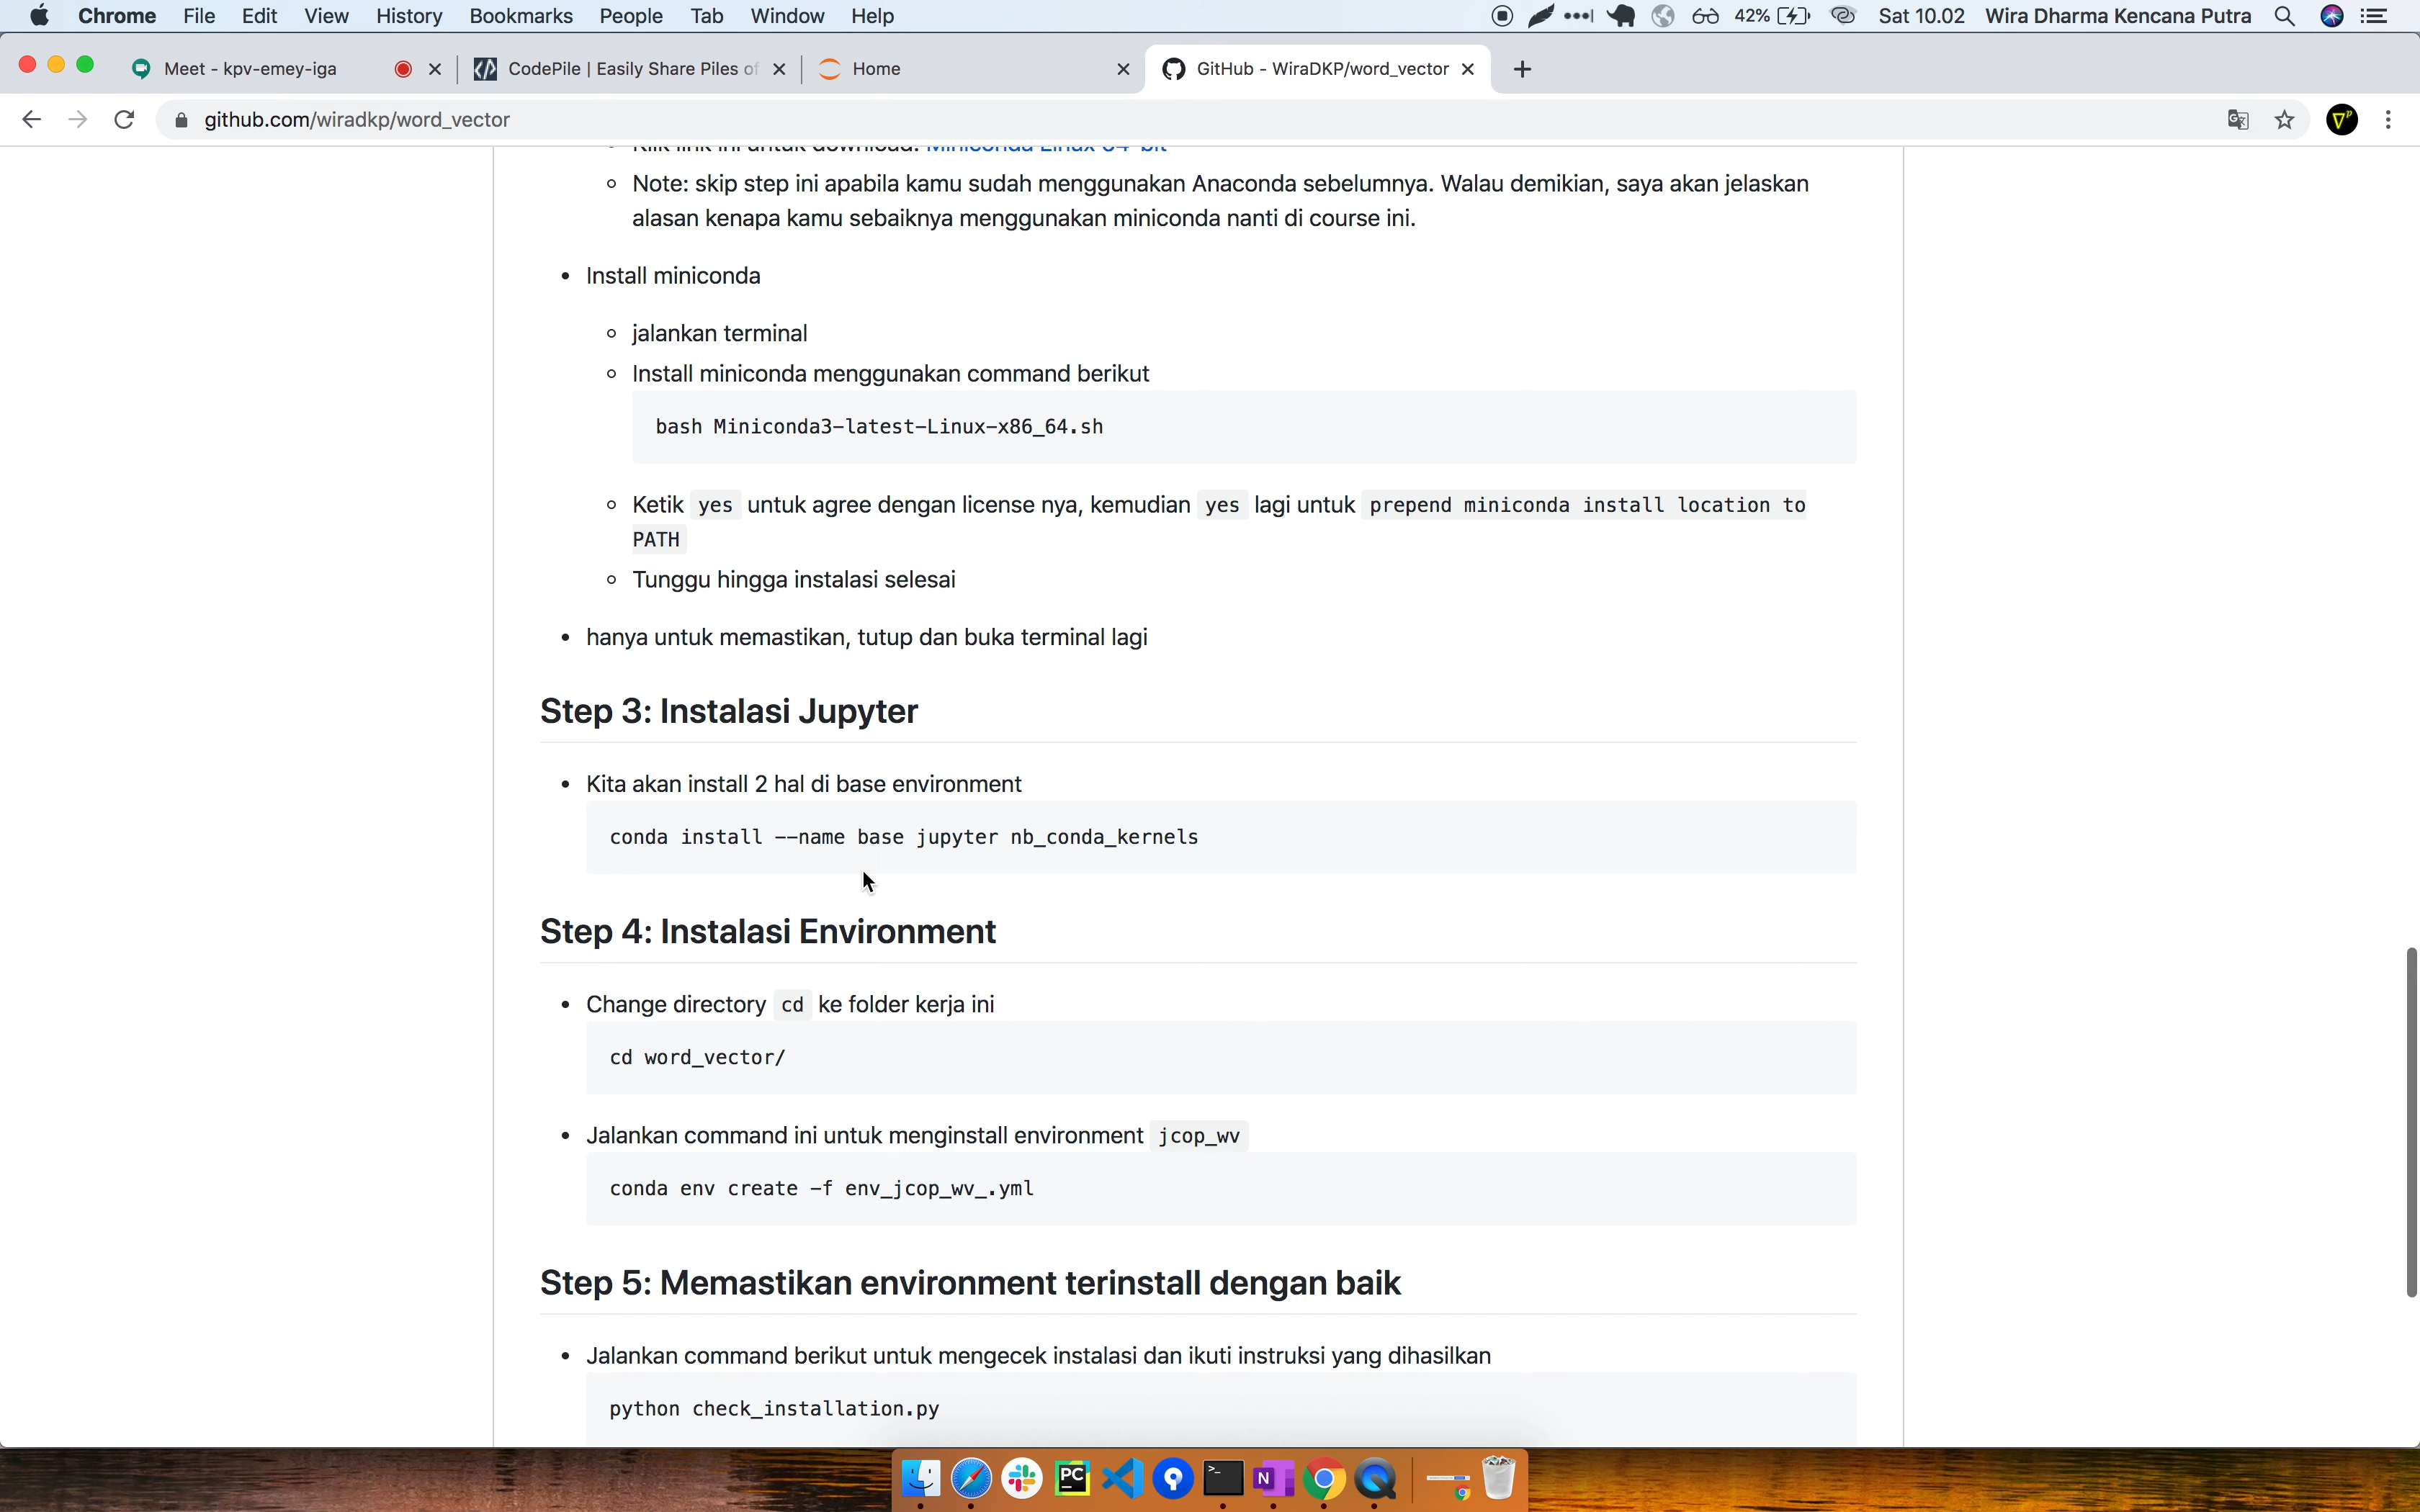 Chrome File Edit View History Bookmarks People Tab Window Help 42% Sat 10.02 Wira Dharma Kencana Putra
Meet - kpv-emey-iga CodePile | Easily Share Piles of Home GitHub - WiraDKP/word_vector
github.com/wiradkp/word_vector
Klik link ini untuk download: Miniconda Linux 64-bit
Note: skip step ini apabila kamu sudah menggunakan Anaconda sebelumnya. Walau demikian, saya akan jelaskan
alasan kenapa kamu sebaiknya menggunakan miniconda nanti di course ini.
Install miniconda
jalankan terminal
Install miniconda menggunakan command berikut
bash Miniconda3-latest-Linux-x86_64.sh
Ketik yes untuk agree dengan license nya, kemudian yes lagi untuk prepend miniconda install location to
PATH
Tunggu hingga instalasi selesai
hanya untuk memastikan, tutup dan buka terminal lagi
Step 3: Instalasi Jupyter
Kita akan install 2 hal di base environment
conda install --name base jupyter nb_conda_kernels
Step 4: Instalasi Environment
Change directory cd ke folder kerja ini
cd word_vector/
Jalankan command ini untuk menginstall environment jcop_wv
conda env create -f env_jcop_wv_.yml
Step 5: Memastikan environment terinstall dengan baik
Jalankan command berikut untuk mengecek instalasi dan ikuti instruksi yang dihasilkan
python check_installation.py